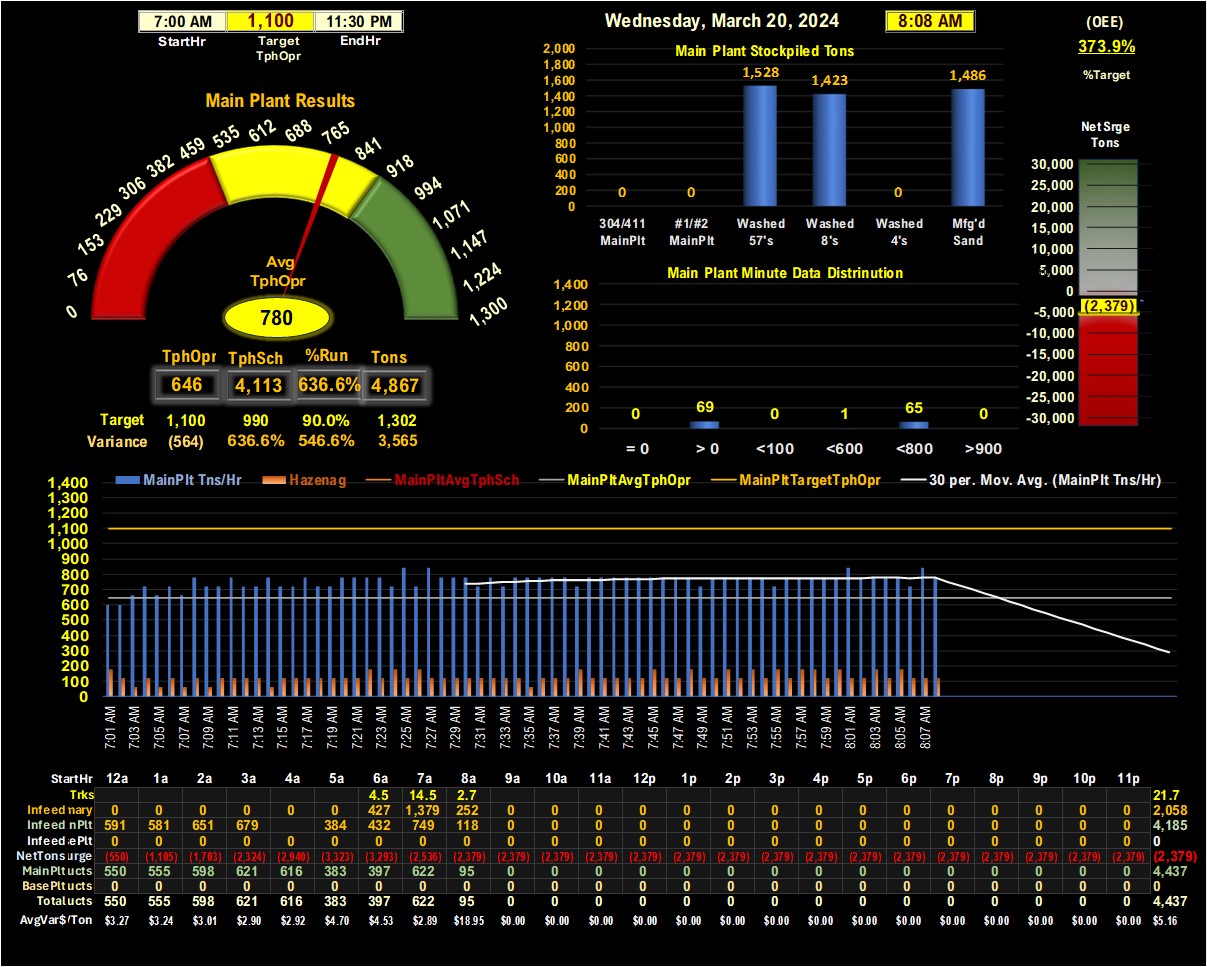 7:00 AM 1,100 11:30 PM
StartHr Target TphOpr EndHr
Wednesday, March 20, 2024 8:08 AM
(OEE)
373.9%
%Target
Main Plant Results
0 76 153 229 306 382 459 535 612 688 765 841 918 994 1,071 1,147 1,224 1,300
Avg
TphOpr
780
TphOpr TphSch %Run Tons
646 4,113 636.6% 4,867
Target 1,100 990 90.0% 1,302
Variance (564) 636.6% 546.6% 3,565
Main Plant Stockpiled Tons
2,000
1,800
1,600
1,400
1,200
1,000
800
600
400
200
0
0 0 1,528 1,423 0 1,486
304/411 #1/#2 Washed Washed Washed Mfg'd
MainPlt MainPlt 57's 8's 4's Sand
Main Plant Minute Data Distrinution
1,400
1,200
1,000
800
600
400
200
0
0 69 0 1 65 0
= 0 > 0 <100 <600 <800 >900
Net Srge
Tons
30,000
25,000
20,000
15,000
10,000
5,000
0
(2,379)
-5,000
-10,000
-15,000
-20,000
-25,000
-30,000
MainPlt Tns/Hr Hazenag MainPltAvgTphSch MainPltAvgTphOpr MainPltTargetTphOpr 30 per. Mov. Avg. (MainPlt Tns/Hr)
1,400
1,300
1,200
1,100
1,000
900
800
700
600
500
400
300
200
100
0
7:01 AM 7:03 AM 7:05 AM 7:07 AM 7:09 AM 7:11 AM 7:13 AM 7:15 AM 7:17 AM 7:19 AM 7:21 AM 7:23 AM 7:25 AM 7:27 AM 7:29 AM 7:31 AM 7:33 AM 7:35 AM 7:37 AM 7:39 AM 7:41 AM 7:43 AM 7:45 AM 7:47 AM 7:49 AM 7:51 AM 7:53 AM 7:55 AM 7:57 AM 7:59 AM 8:01 AM 8:03 AM 8:05 AM 8:07 AM
StartHr 12a 1a 2a 3a 4a 5a 6a 7a 8a 9a 10a 11a 12p 1p 2p 3p 4p 5p 6p 7p 8p 9p 10p 11p
Trks 4.5 14.5 2.7 21.7
Infeed nary 0 0 0 0 0 0 427 1,379 252 0 0 0 0 0 0 0 0 0 0 0 0 0 0 0 2,058
Infeed nPlt 591 581 651 679 384 432 749 118 0 0 0 0 0 0 0 0 0 0 0 0 0 0 0 4,185
Infeed ePlt 0 0 0 0 0 0 0 0 0 0 0 0 0 0 0 0 0 0 0 0 0 0 0 0 0
NetTons urge (550) (1,105) (1,703) (2,324) (2,940) (3,323) (3,293) (2,536) (2,379) (2,379) (2,379) (2,379) (2,379) (2,379) (2,379) (2,379) (2,379) (2,379) (2,379) (2,379) (2,379) (2,379) (2,379) (2,379) (2,379)
MainPlt ucts 550 555 598 621 616 383 397 622 95 0 0 0 0 0 0 0 0 0 0 0 0 0 0 0 4,437
BasePlt ucts 0 0 0 0 0 0 0 0 0 0 0 0 0 0 0 0 0 0 0 0 0 0 0 0 0
Total ucts 550 555 598 621 616 383 397 622 95 0 0 0 0 0 0 0 0 0 0 0 0 0 0 0 4,437
AvgVar$/Ton $3.27 $3.24 $3.01 $2.90 $2.92 $4.70 $4.53 $2.89 $18.95 $0.00 $0.00 $0.00 $0.00 $0.00 $0.00 $0.00 $0.00 $0.00 $0.00 $0.00 $0.00 $0.00 $0.00 $0.00 $5.16